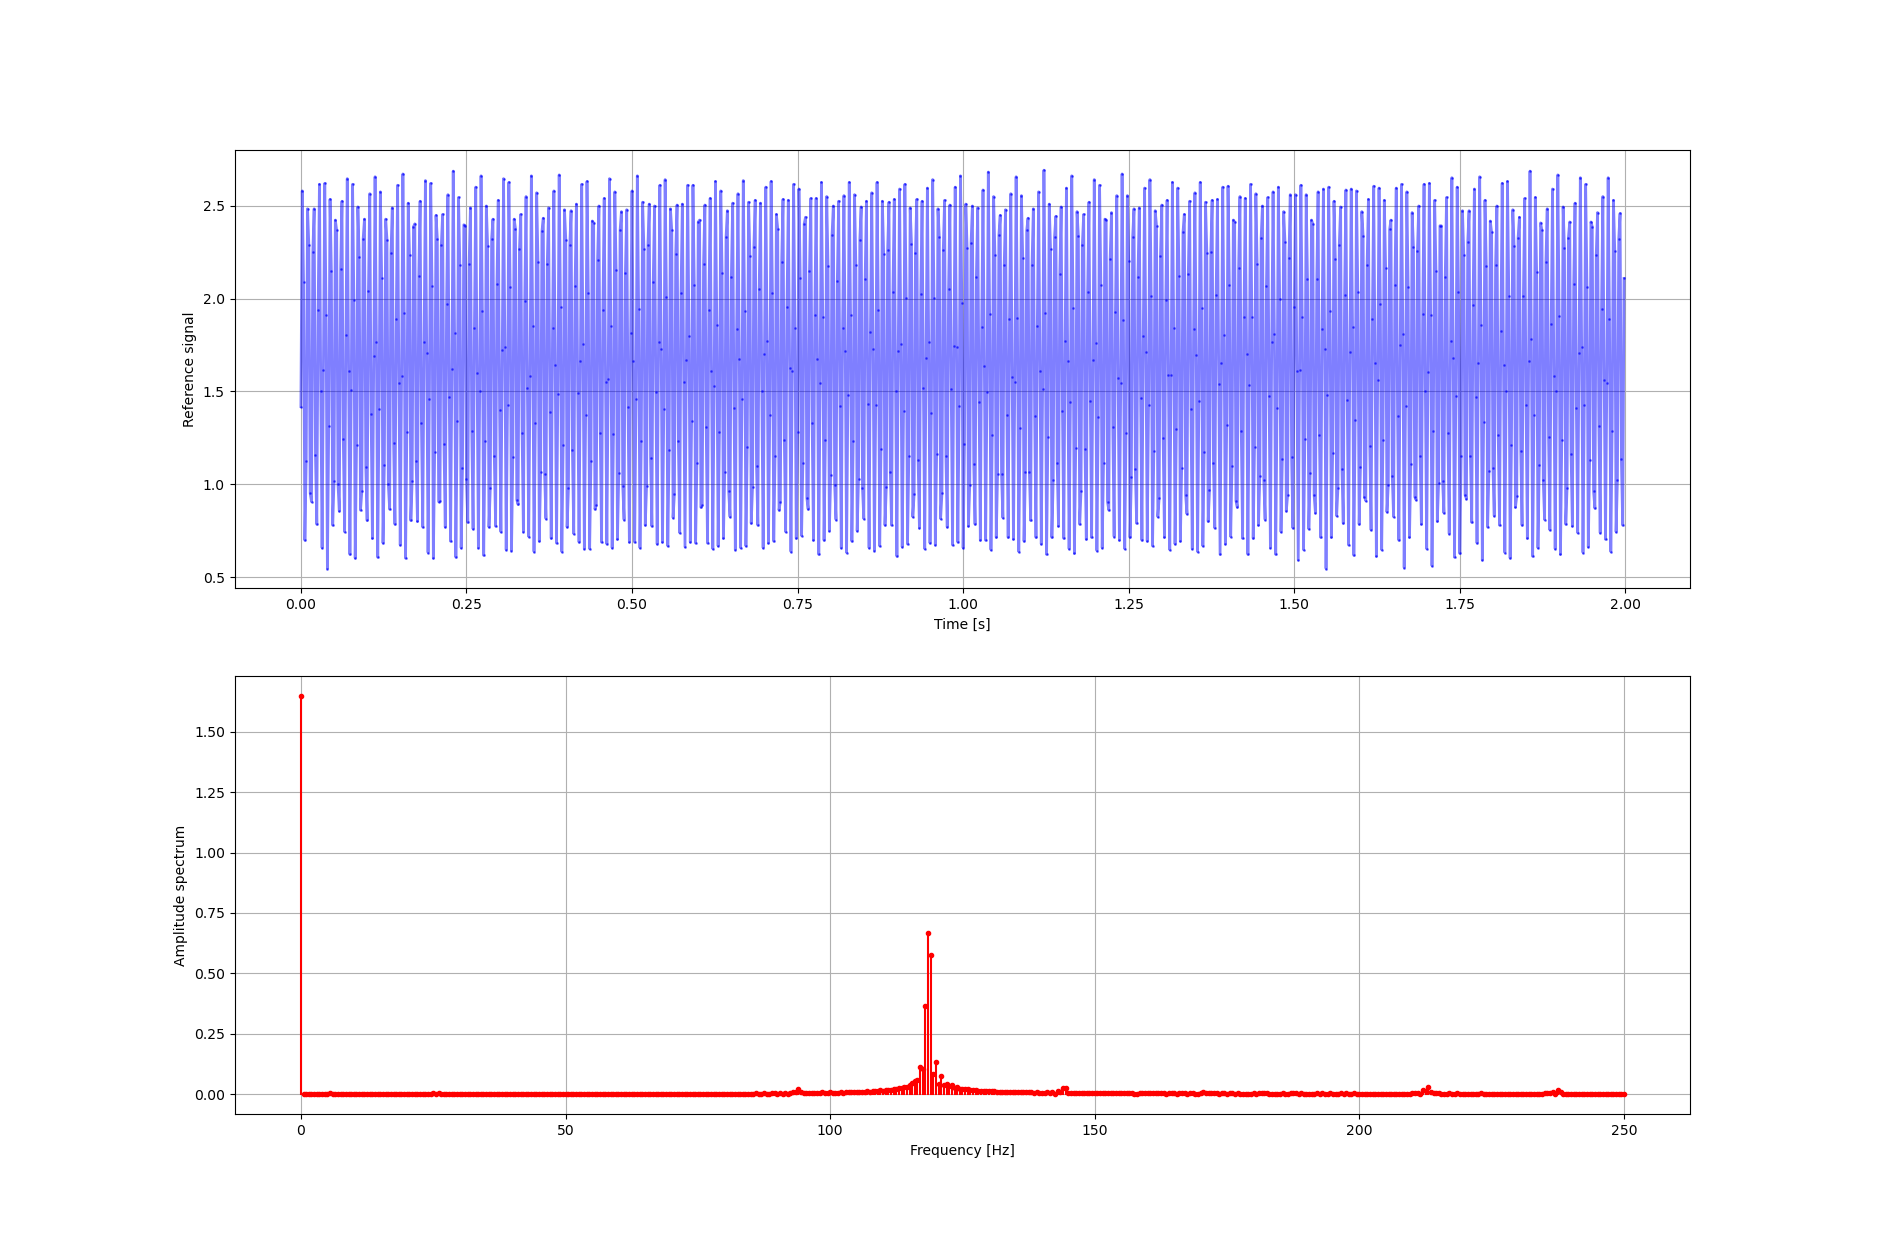 2.5
2.0
1.5
1.0
0.5
Reference signal
0.00 0.25 0.50 0.75 1.00 1.25 1.50 1.75 2.00
Time [s]
1.50
1.25
1.00
0.75
0.50
0.25
0.00
Amplitude spectrum
0 50 100 150 200 250
Frequency [Hz]